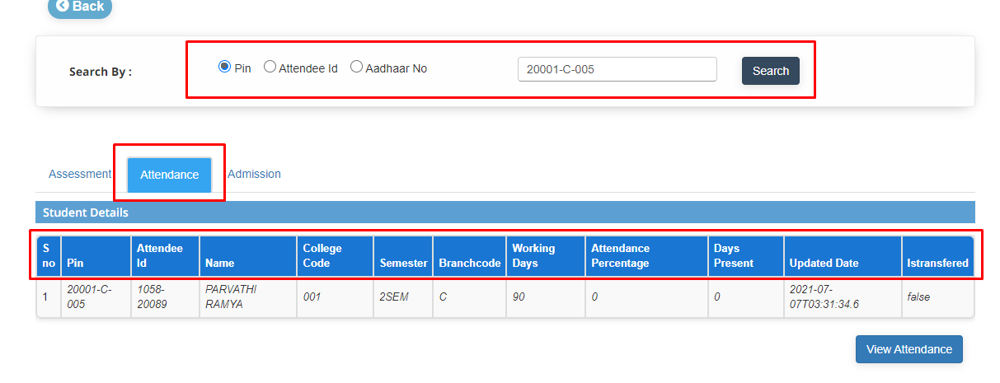 Back
Search By :
Pin Attendee Id Aadhaar No 20001-C-005 Search
Assessment Attendance Admission
Student Details
S no Pin Attendee Id Name College Code Semester Branchcode Working Days Attendance Percentage Days Present Updated Date Istransfered
1 20001-C-005 1058-20089 PARVATHI RAMYA 001 2SEM C 90 0 0 2021-07-07T03:31:34.6 false
View Attendance